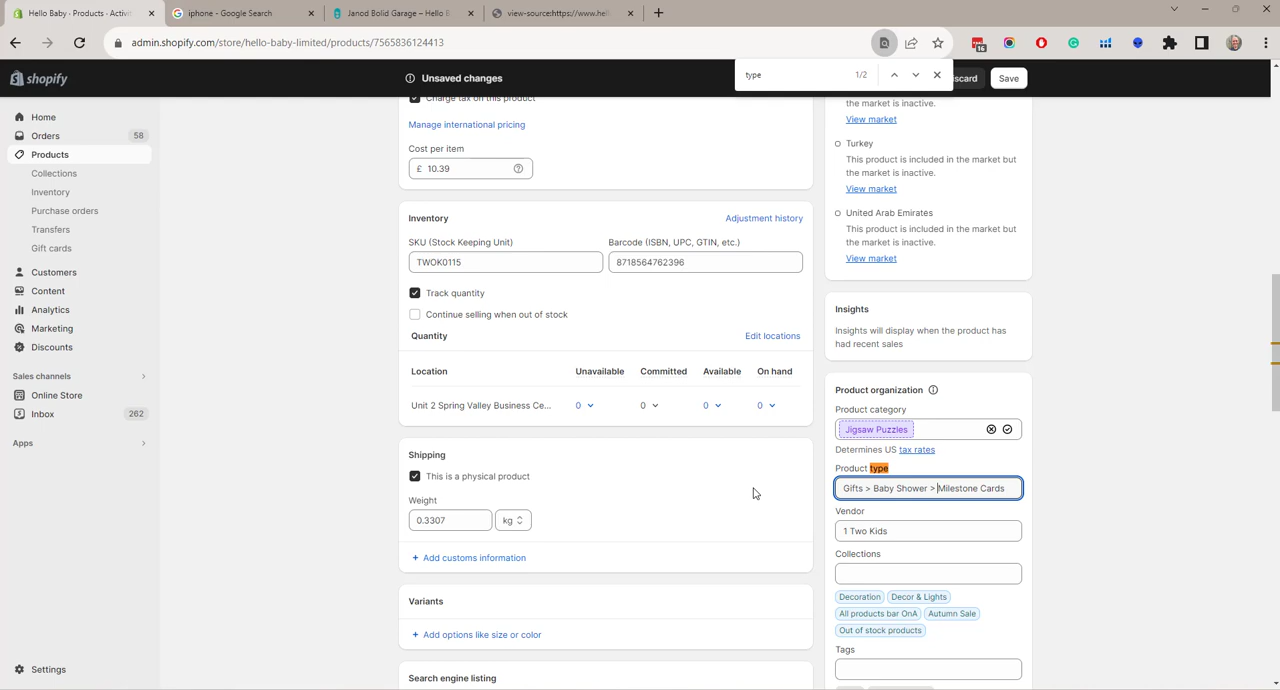 Hello Baby - Products - Activi
iphone - Google Search
Janod Bolid Garage – Hello B
view-source:https://www.hell
admin.shopify.com/store/hello-baby-limited/products/7565836124413
16
shopify
Unsaved changes
type
1/2
iscard
Save
Home
Orders
58
Products
Collections
Inventory
Purchase orders
Transfers
Gift cards
Customers
Content
Analytics
Marketing
Discounts
Sales channels
Online Store
Inbox
262
Apps
Settings
Charge tax on this product
Manage international pricing
Cost per item
£ 10.39
Inventory
Adjustment history
SKU (Stock Keeping Unit)
Barcode (ISBN, UPC, GTIN, etc.)
TWOK0115
8718564762396
Track quantity
Continue selling when out of stock
Quantity
Edit locations
Location
Unavailable
Committed
Available
On hand
Unit 2 Spring Valley Business Ce...
0
0
0
0
Shipping
This is a physical product
Weight
0.3307
kg
+ Add customs information
Variants
+ Add options like size or color
Search engine listing
the market is inactive.
View market
Turkey
This product is included in the market but
the market is inactive.
View market
United Arab Emirates
This product is included in the market but
the market is inactive.
View market
Insights
Insights will display when the product has
had recent sales
Product organization
Product category
Jigsaw Puzzles
Determines US tax rates
Product type
Gifts > Baby Shower > Milestone Cards
Vendor
1 Two Kids
Collections
Decoration
Decor & Lights
All products bar OnA
Autumn Sale
Out of stock products
Tags